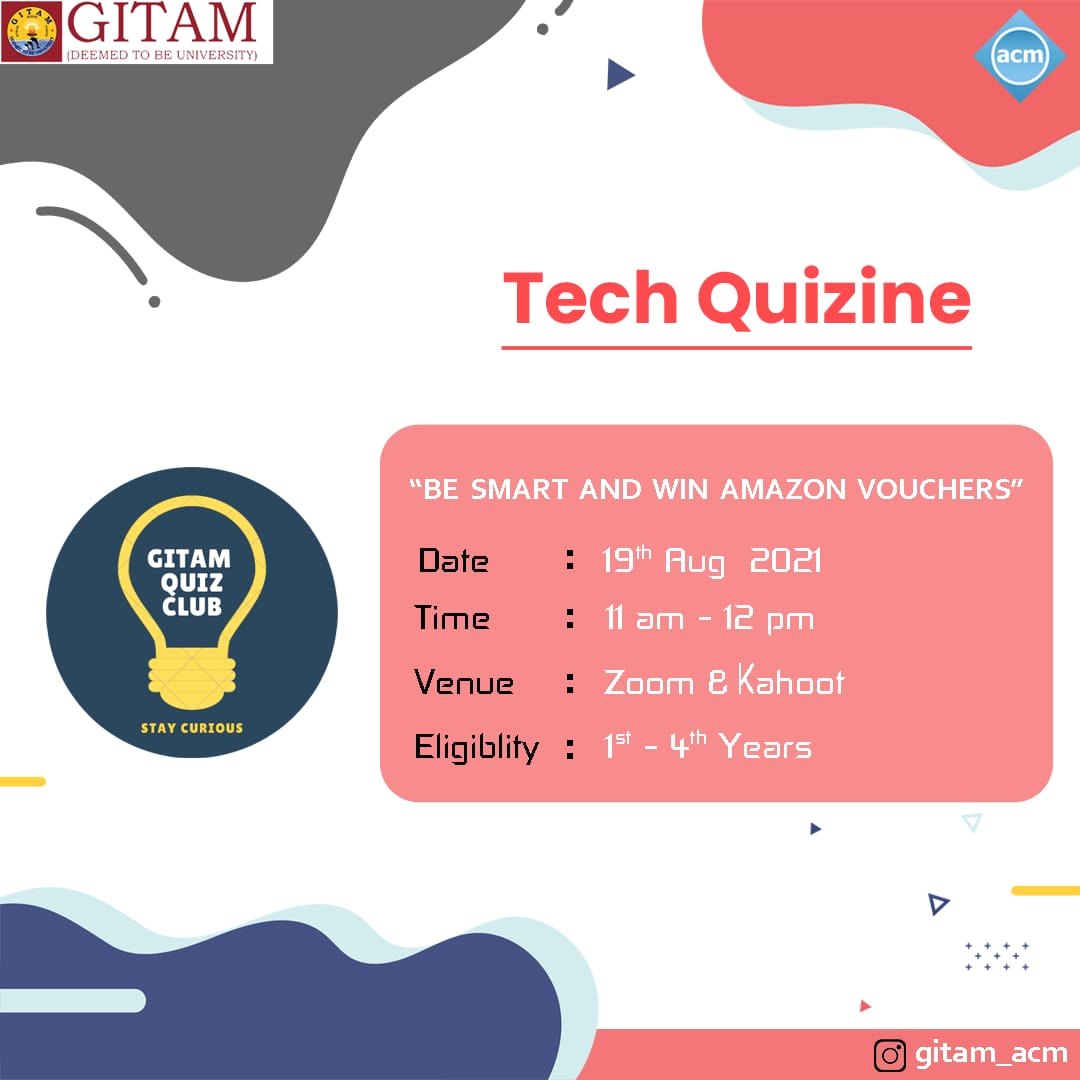 GITAM
(DEEMED TO BE UNIVERSITY)
acm
Tech Quizine
“BE SMART AND WIN AMAZON VOUCHERS”
Date : 19th Aug 2021
Time : 11 am - 12 pm
Venue : Zoom & Kahoot
Eligiblity : 1st - 4th Years
GITAM
QUIZ
CLUB
STAY CURIOUS
gitam_acm